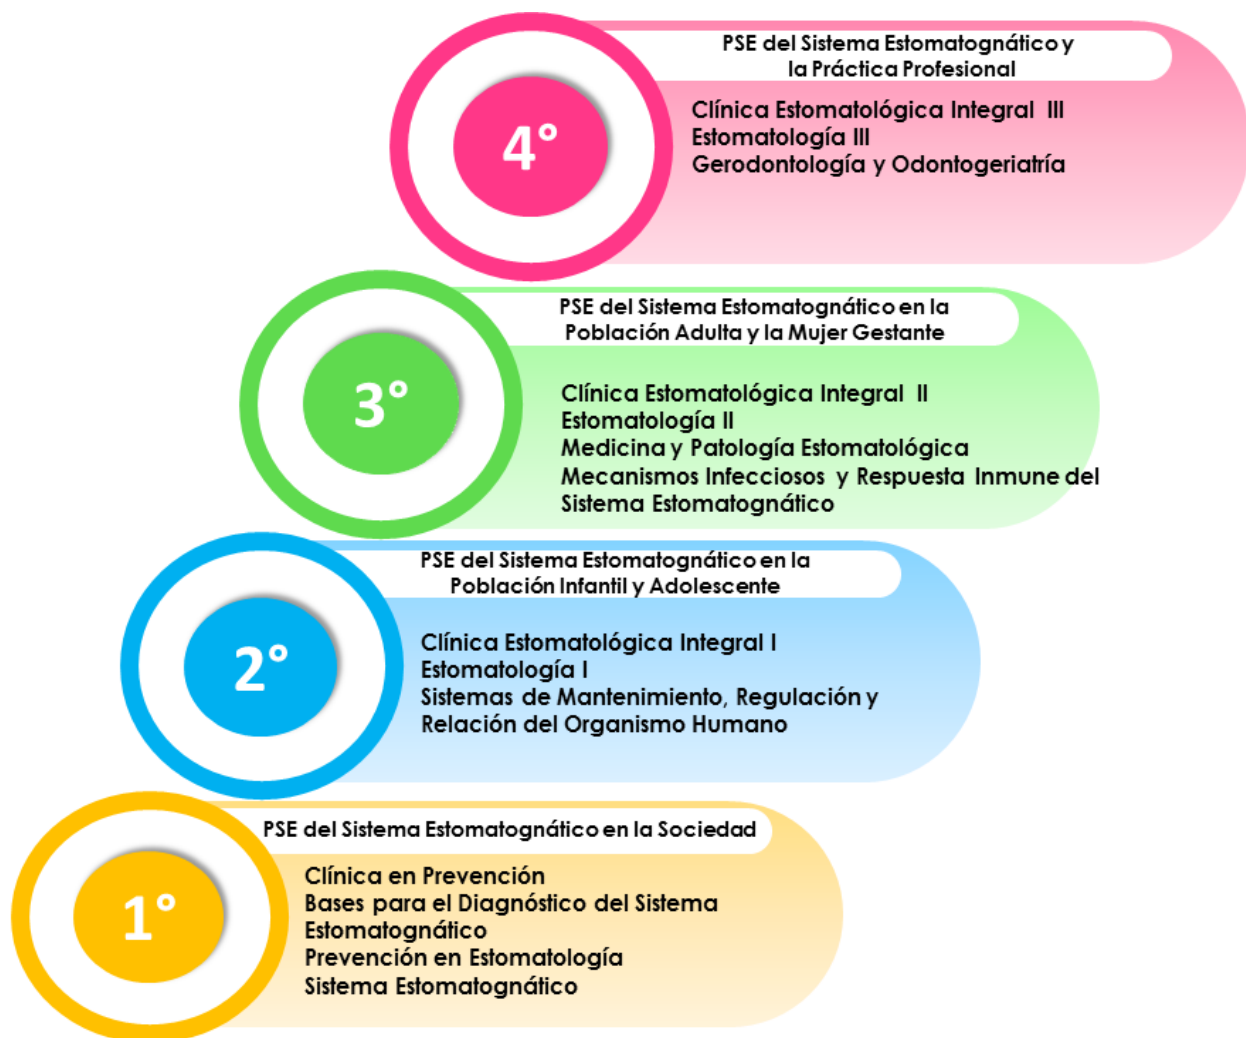 4°
PSE del Sistema Estomatognático y
la Práctica Profesional
Clínica Estomatológica Integral III
Estomatología III
Gerodontología y Odontogeriatría
3°
PSE del Sistema Estomatognático en la
Población Adulta y la Mujer Gestante
Clínica Estomatológica Integral II
Estomatología II
Medicina y Patología Estomatológica
Mecanismos Infecciosos y Respuesta Inmune del
Sistema Estomatognático
2°
PSE del Sistema Estomatognático en la
Población Infantil y Adolescente
Clínica Estomatológica Integral I
Estomatología I
Sistemas de Mantenimiento, Regulación y
Relación del Organismo Humano
1°
PSE del Sistema Estomatognático en la Sociedad
Clínica en Prevención
Bases para el Diagnóstico del Sistema
Estomatognático
Prevención en Estomatología
Sistema Estomatognático